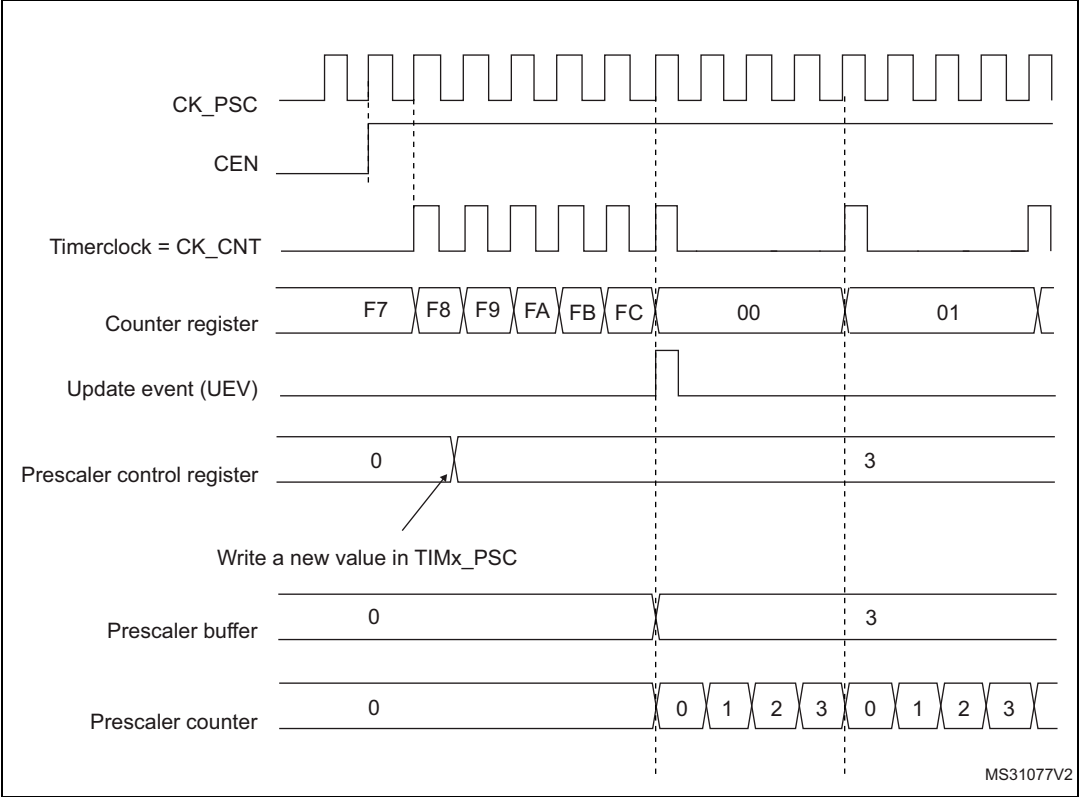 CK_PSC
CEN
Timerclock = CK_CNT
Counter register F7 F8 F9 FA FB FC 00 01
Update event (UEV)
Prescaler control register 0 3
Write a new value in TIMx_PSC
Prescaler buffer 0 3
Prescaler counter 0 0 1 2 3 0 1 2 3
MS31077V2